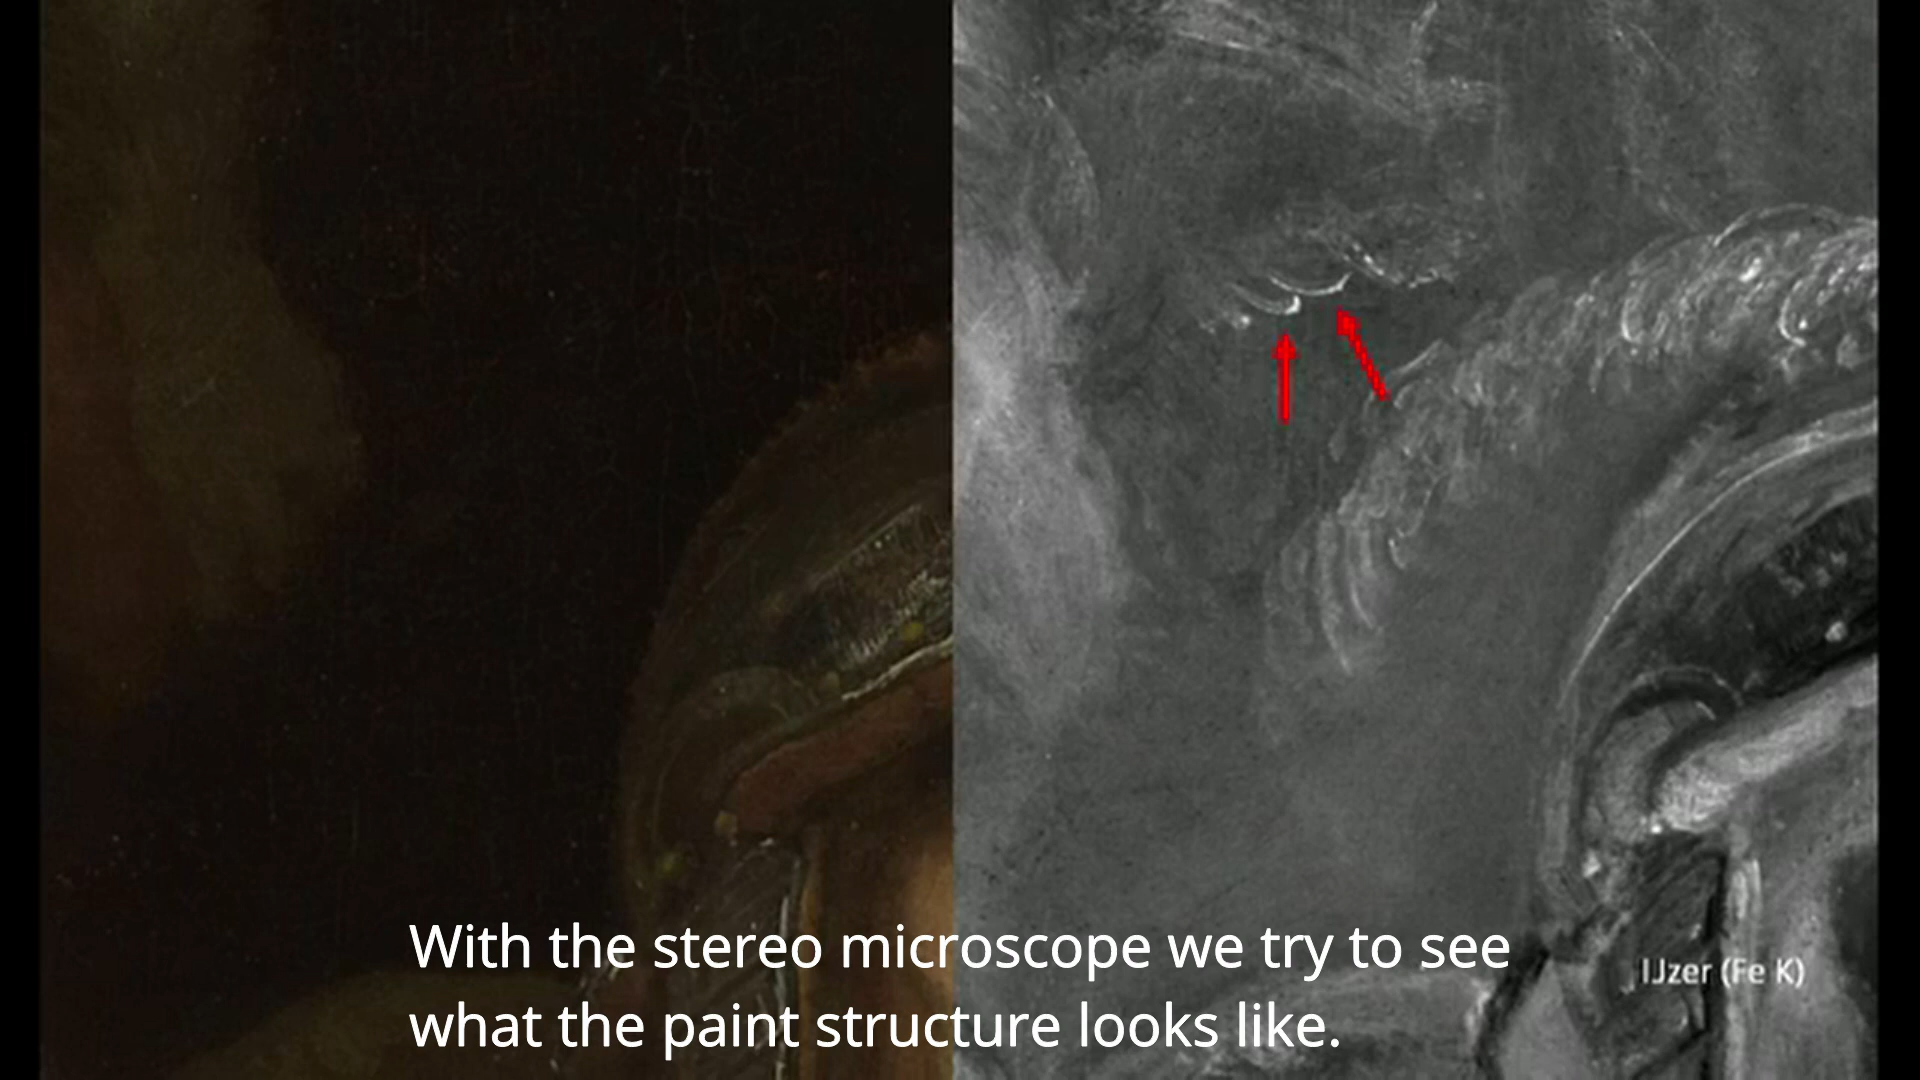 With the stereo microscope we try to see
what the paint structure looks like.
IJzer (Fe K)